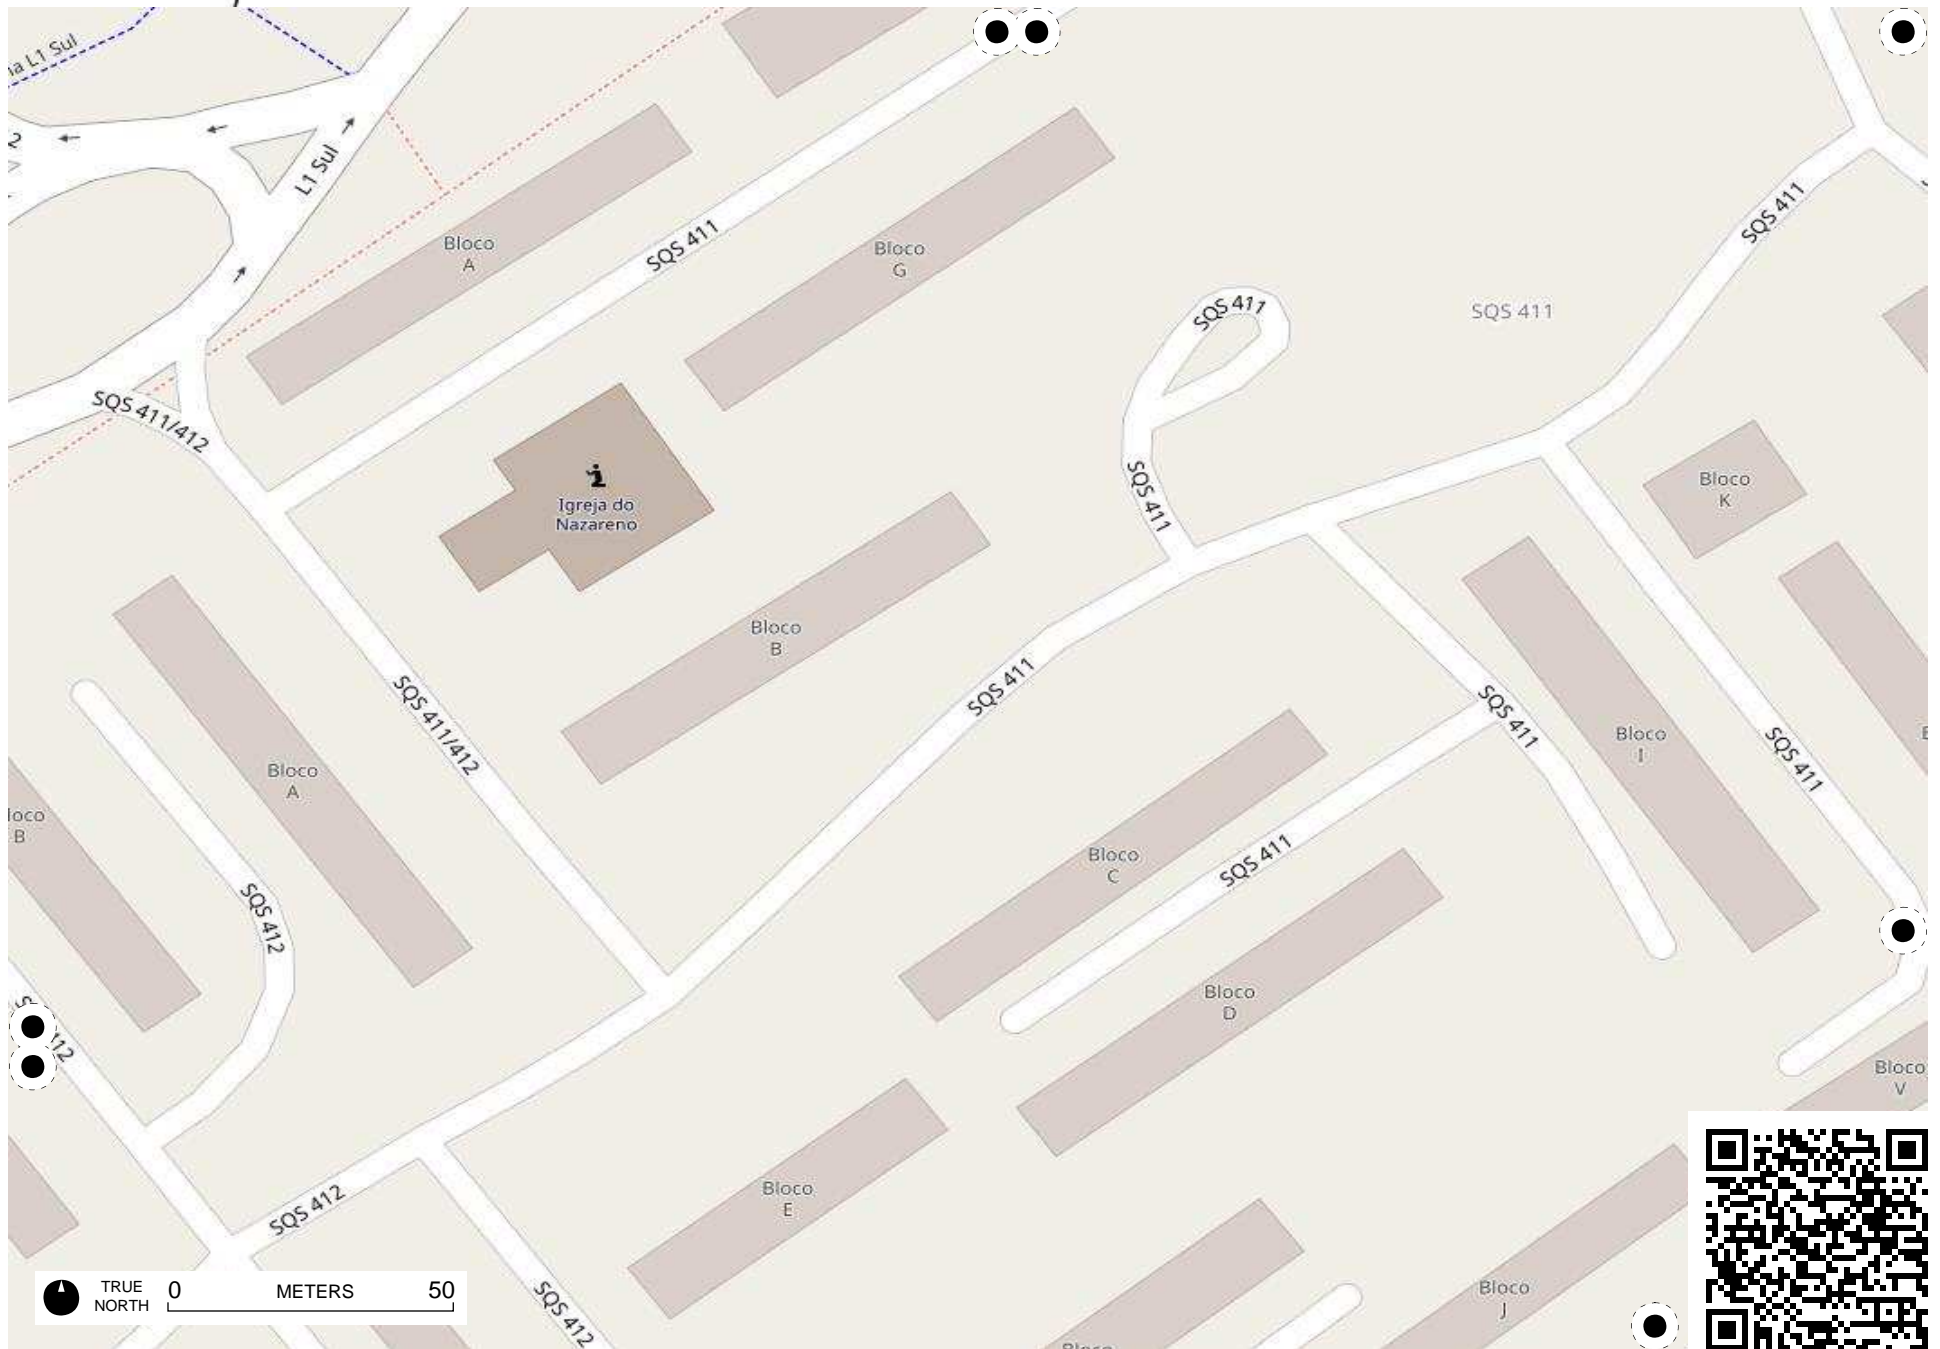 L1 Sul
L1 Sul
Bloco
A
SQS 411
Bloco
G
SQS 411
SQS 411
SQS 411
SQS 411/412
Igreja do
Nazareno
SQS 411
Bloco
K
Bloco
B
SQS 411
SQS 411/412
SQS 411
Bloco
I
SQS 411
Bloco
A
B
Bloco
C
SQS 411
SQS 412
Bloco
D
Bloco
V
Bloco
E
SQS 412
Bloco
J
SQS 412
TRUE
NORTH
0 METERS 50